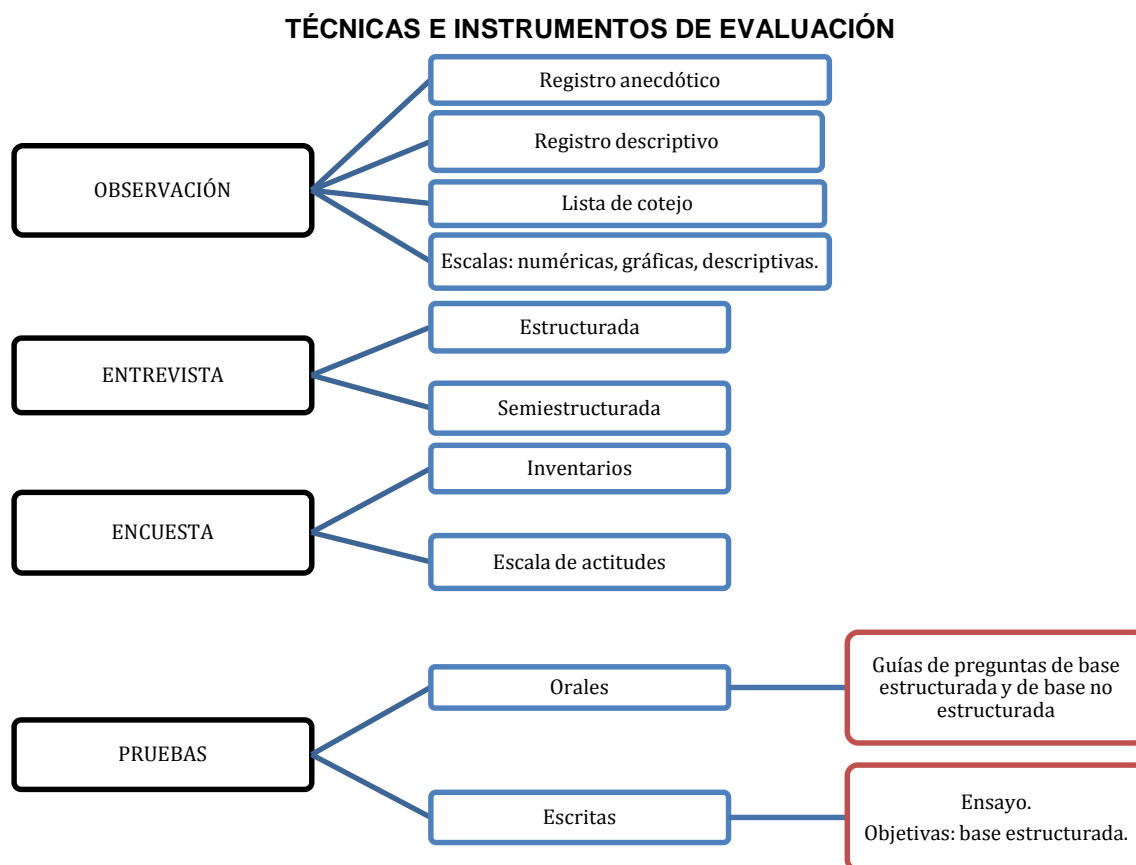 TÉCNICAS E INSTRUMENTOS DE EVALUACIÓN
OBSERVACIÓN
Registro anecdótico
Registro descriptivo
Lista de cotejo
Escalas: numéricas, gráficas, descriptivas.
ENTREVISTA
Estructurada
Semiestructurada
ENCUESTA
Inventarios
Escala de actitudes
PRUEBAS
Orales
Guías de preguntas de base
estructurada y de base no
estructurada
Escritas
Ensayo.
Objetivas: base estructurada.